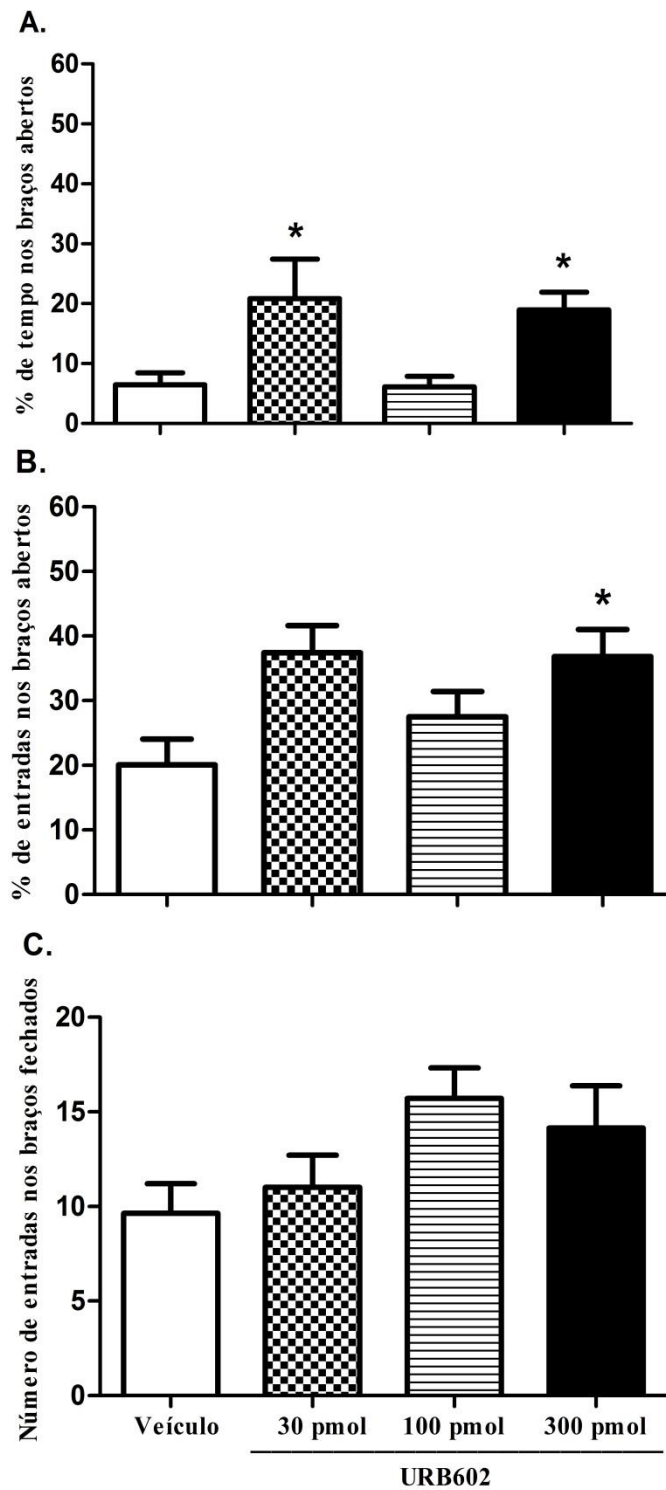 A.
% de tempo nos braços abertos
60
50
40
30
20
10
0
*
*
B.
% de entradas nos braços abertos
60
50
40
30
20
10
0
*
C.
Número de entradas nos braços fechados
20
15
10
5
0
Veículo 30 pmol 100 pmol 300 pmol
URB602